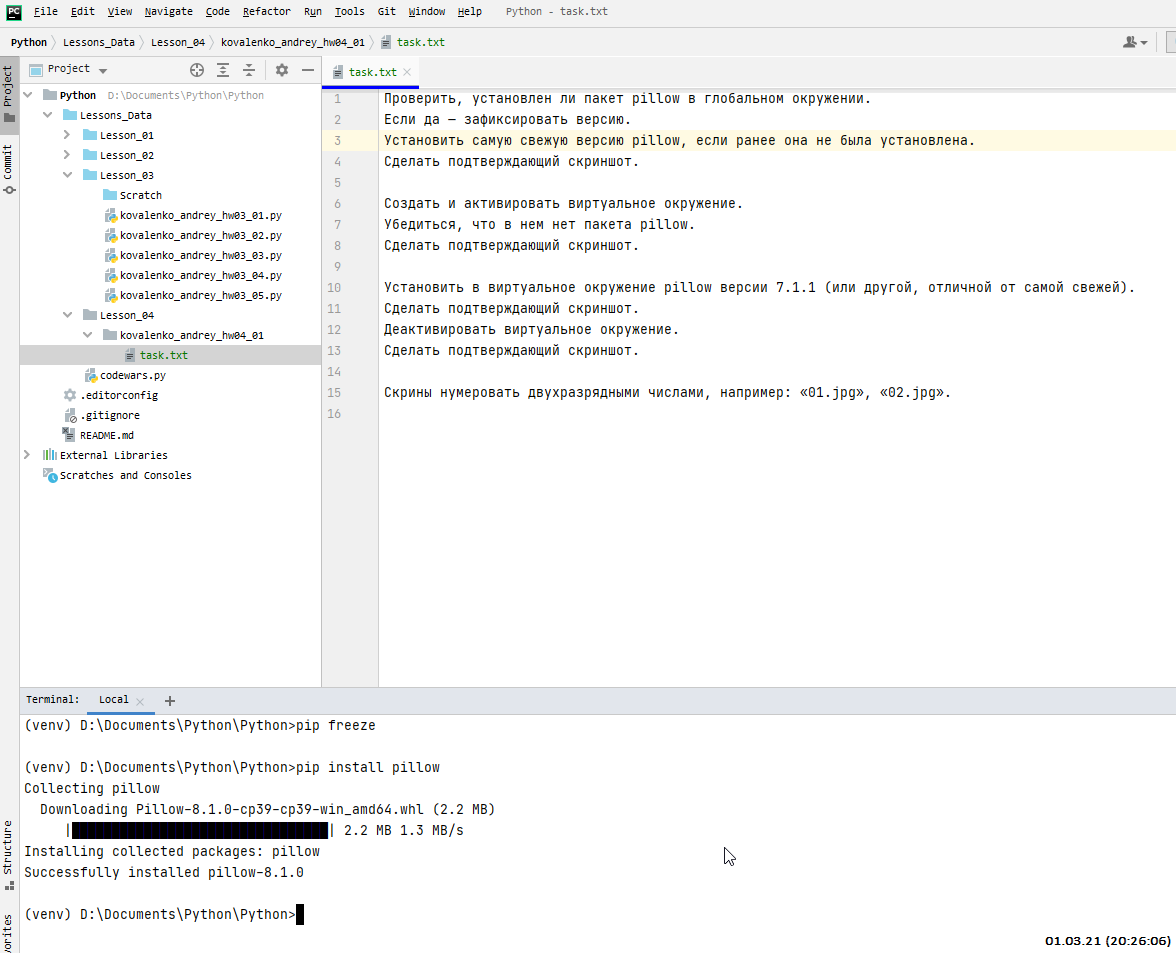 PC File Edit View Navigate Code Refactor Run Tools Git Window Help Python - task.txt
Python Lessons_Data Lesson_04 kovalenko_andrey_hw04_01 task.txt
Project
Commit
Structure
Project
Python D:\Documents\Python\Python
Lessons_Data
Lesson_01
Lesson_02
Lesson_03
Scratch
kovalenko_andrey_hw03_01.py
kovalenko_andrey_hw03_02.py
kovalenko_andrey_hw03_03.py
kovalenko_andrey_hw03_04.py
kovalenko_andrey_hw03_05.py
Lesson_04
kovalenko_andrey_hw04_01
task.txt
codewars.py
.editorconfig
.gitignore
README.md
External Libraries
Scratches and Consoles
task.txt
1 Проверить, установлен ли пакет pillow в глобальном окружении.
2 Если да — зафиксировать версию.
3 Установить самую свежую версию pillow, если ранее она не была установлена.
4 Сделать подтверждающий скриншот.
5
6 Создать и активировать виртуальное окружение.
7 Убедиться, что в нем нет пакета pillow.
8 Сделать подтверждающий скриншот.
9
10 Установить в виртуальное окружение pillow версии 7.1.1 (или другой, отличной от самой свежей).
11 Сделать подтверждающий скриншот.
12 Деактивировать виртуальное окружение.
13 Сделать подтверждающий скриншот.
14
15 Скрины нумеровать двухразрядными числами, например: «01.jpg», «02.jpg».
16
Terminal: Local
(venv) D:\Documents\Python\Python>pip freeze
(venv) D:\Documents\Python\Python>pip install pillow
Collecting pillow
Downloading Pillow-8.1.0-cp39-cp39-win_amd64.whl (2.2 MB)
| | 2.2 MB 1.3 MB/s
Installing collected packages: pillow
Successfully installed pillow-8.1.0
(venv) D:\Documents\Python\Python>
01.03.21 (20:26:06)